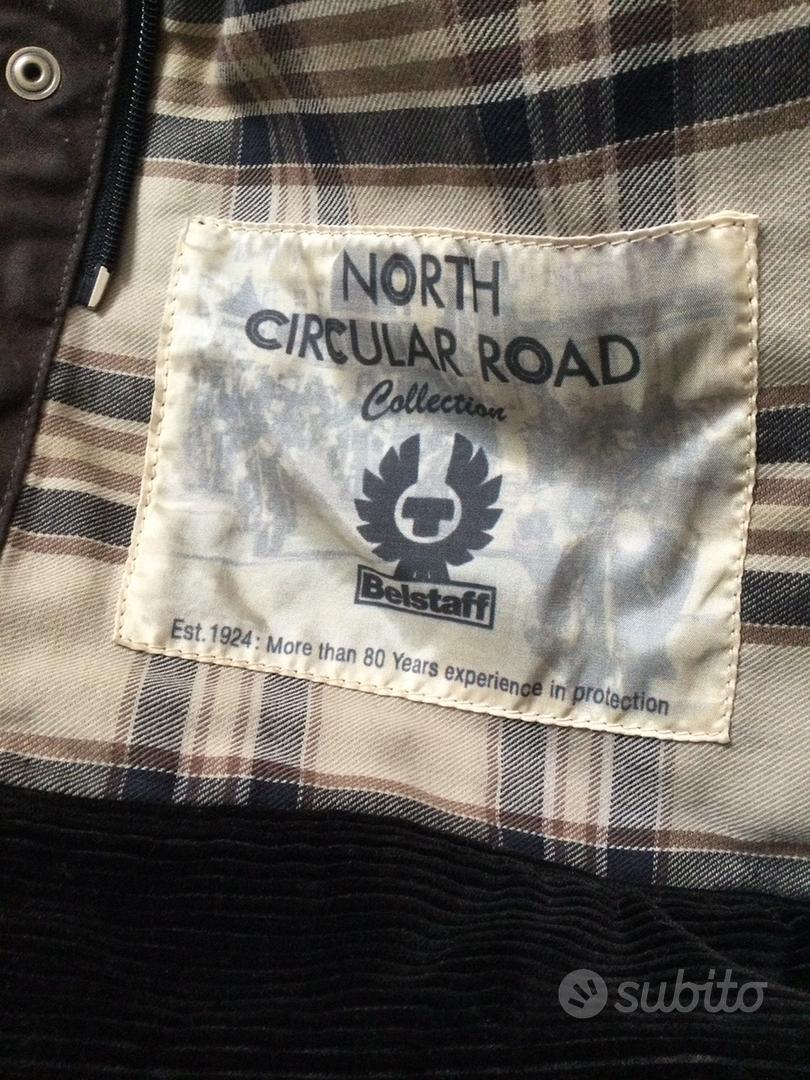 NORTH
CIRCULAR ROAD
Collection
T
Belstaff
Est.1924: More than 80 Years experience in protection
subito